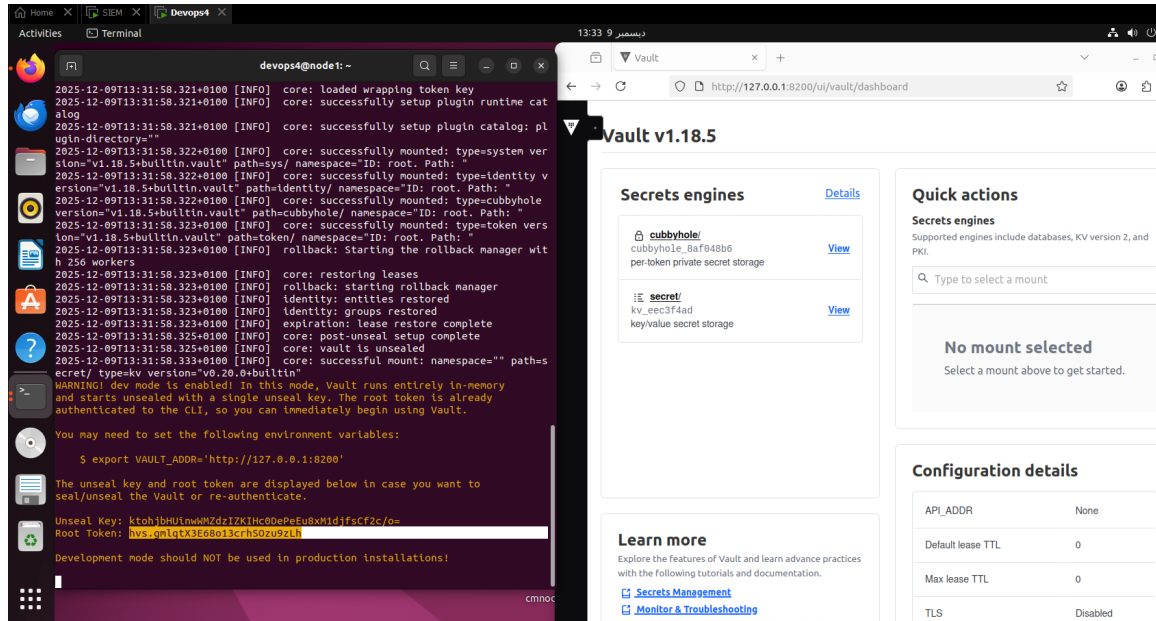 Home
SIEM
Devops4
Activities
Terminal
13:33 9 ديسمبر
devops4@node1: ~
2025-12-09T13:31:58.321+0100 [INFO]  core: loaded wrapping token key
2025-12-09T13:31:58.321+0100 [INFO]  core: successfully setup plugin runtime cat
alog
2025-12-09T13:31:58.321+0100 [INFO]  core: successfully setup plugin catalog: pl
ugin-directory=""
2025-12-09T13:31:58.322+0100 [INFO]  core: successfully mounted: type=system ver
sion="v1.18.5+builtin.vault" path=sys/ namespace="ID: root. Path: "
2025-12-09T13:31:58.322+0100 [INFO]  core: successfully mounted: type=identity v
ersion="v1.18.5+builtin.vault" path=identity/ namespace="ID: root. Path: "
2025-12-09T13:31:58.322+0100 [INFO]  core: successfully mounted: type=cubbyhole
version="v1.18.5+builtin.vault" path=cubbyhole/ namespace="ID: root. Path: "
2025-12-09T13:31:58.323+0100 [INFO]  core: successfully mounted: type=token vers
ion="v1.18.5+builtin.vault" path=token/ namespace="ID: root. Path: "
2025-12-09T13:31:58.323+0100 [INFO]  rollback: Starting the rollback manager wit
h 256 workers
2025-12-09T13:31:58.323+0100 [INFO]  core: restoring leases
2025-12-09T13:31:58.323+0100 [INFO]  rollback: starting rollback manager
2025-12-09T13:31:58.323+0100 [INFO]  identity: entities restored
2025-12-09T13:31:58.323+0100 [INFO]  identity: groups restored
2025-12-09T13:31:58.323+0100 [INFO]  expiration: lease restore complete
2025-12-09T13:31:58.325+0100 [INFO]  core: post-unseal setup complete
2025-12-09T13:31:58.325+0100 [INFO]  core: vault is unsealed
2025-12-09T13:31:58.333+0100 [INFO]  core: successful mount: namespace="" path=s
ecret/ type=kv version="v0.20.0+builtin"
WARNING! dev mode is enabled! In this mode, Vault runs entirely in-memory
and starts unsealed with a single unseal key. The root token is already
authenticated to the CLI, so you can immediately begin using Vault.
You may need to set the following environment variables:
$ export VAULT_ADDR='http://127.0.0.1:8200'
The unseal key and root token are displayed below in case you want to
seal/unseal the Vault or re-authenticate.
Unseal Key: ktohjbHUinwWMZdzIZKIHc0DePeEu8xM1djfsCf2c/o=
Root Token: hvs.gmlqtX3E68o13crhSOzu9zLh
Development mode should NOT be used in production installations!
cmnoc
Vault
http://127.0.0.1:8200/ui/vault/dashboard
Vault v1.18.5
Secrets engines
Details
cubbyhole/
cubbyhole_8af048b6
View
per-token private secret storage
secret/
kv_eec3f4ad
View
key/value secret storage
Learn more
Explore the features of Vault and learn advance practices
with the following tutorials and documentation.
Secrets Management
Monitor & Troubleshooting
Quick actions
Secrets engines
Supported engines include databases, KV version 2, and
PKI.
Type to select a mount
No mount selected
Select a mount above to get started.
Configuration details
API_ADDR None
Default lease TTL 0
Max lease TTL 0
TLS Disabled